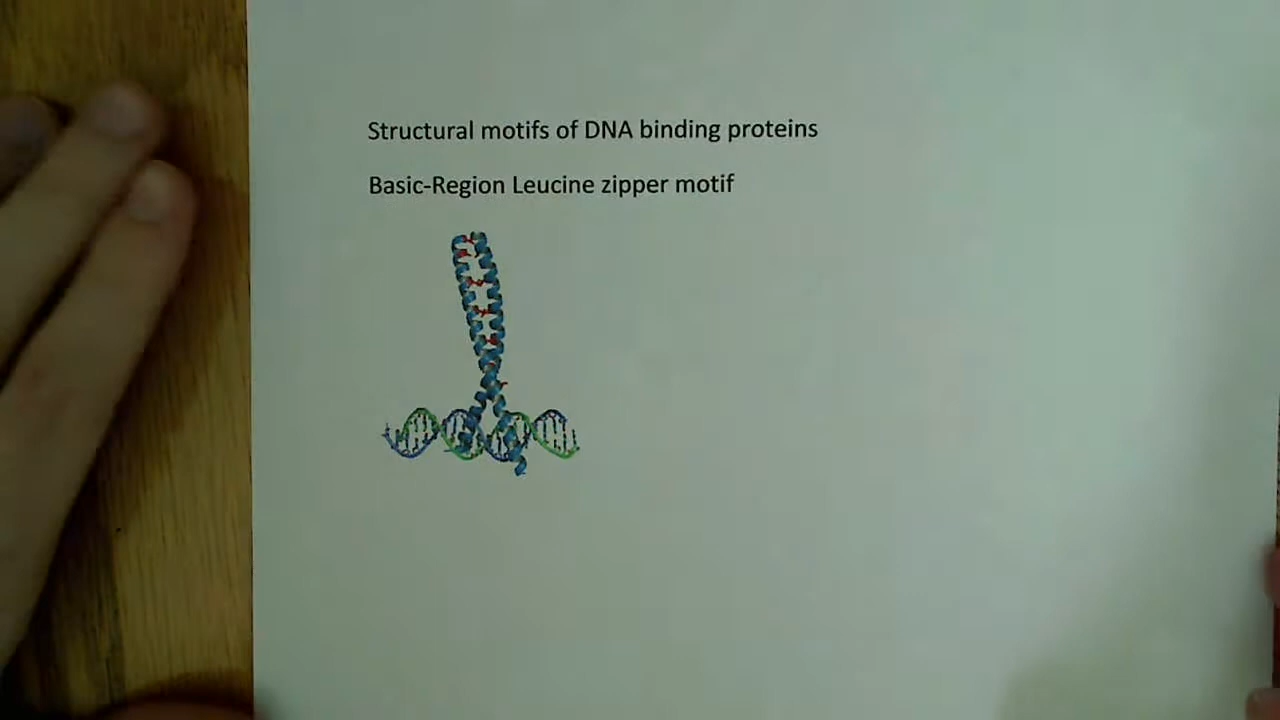 Structural motifs of DNA binding proteins
Basic-Region Leucine zipper motif